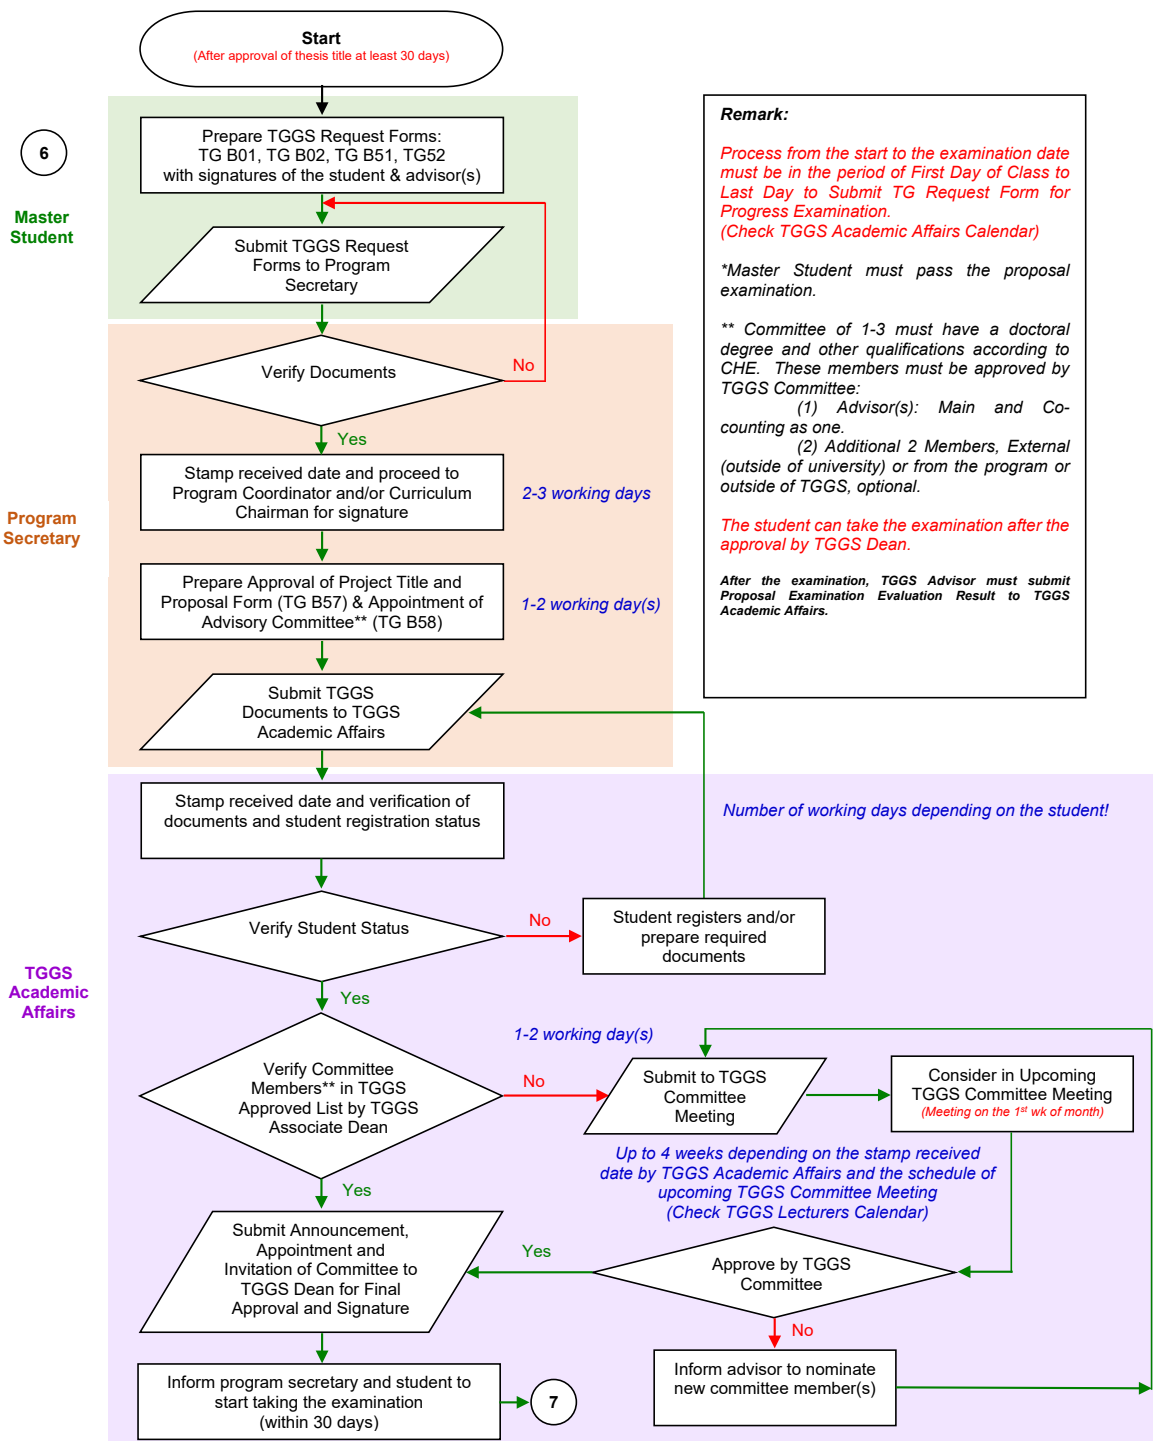 Start
(After approval of thesis title at least 30 days)
6
Master
Student
Prepare TGGS Request Forms:
TG B01, TG B02, TG B51, TG52
with signatures of the student & advisor(s)
Submit TGGS Request
Forms to Program
Secretary
Remark:
Process from the start to the examination date
must be in the period of First Day of Class to
Last Day to Submit TG Request Form for
Progress Examination.
(Check TGGS Academic Affairs Calendar)
*Master Student must pass the proposal
examination.
** Committee of 1-3 must have a doctoral
degree and other qualifications according to
CHE. These members must be approved by
TGGS Committee:
(1) Advisor(s): Main and Co-
counting as one.
(2) Additional 2 Members, External
(outside of university) or from the program or
outside of TGGS, optional.
The student can take the examination after the
approval by TGGS Dean.
After the examination, TGGS Advisor must submit
Proposal Examination Evaluation Result to TGGS
Academic Affairs.
Program
Secretary
Verify Documents
No
Yes
Stamp received date and proceed to
Program Coordinator and/or Curriculum
Chairman for signature
2-3 working days
Prepare Approval of Project Title and
Proposal Form (TG B57) & Appointment of
Advisory Committee** (TG B58)
1-2 working day(s)
Submit TGGS
Documents to TGGS
Academic Affairs
TGGS
Academic
Affairs
Stamp received date and verification of
documents and student registration status
Number of working days depending on the student!
Verify Student Status
No
Student registers and/or
prepare required
documents
Yes
1-2 working day(s)
Verify Committee
Members** in TGGS
Approved List by TGGS
Associate Dean
No
Submit to TGGS
Committee
Meeting
Consider in Upcoming
TGGS Committee Meeting
(Meeting on the 1st wk of month)
Up to 4 weeks depending on the stamp received
date by TGGS Academic Affairs and the schedule of
upcoming TGGS Committee Meeting
(Check TGGS Lecturers Calendar)
Yes
Submit Announcement,
Appointment and
Invitation of Committee to
TGGS Dean for Final
Approval and Signature
Yes
Approve by TGGS
Committee
No
Inform advisor to nominate
new committee member(s)
Inform program secretary and student to
start taking the examination
(within 30 days)
7